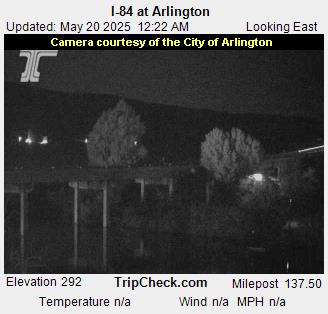 I-84 at Arlington
Updated: May 20 2025 12:22 AM Looking East
Camera courtesy of the City of Arlington
Elevation 292 TripCheck.com Milepost 137.50
Temperature n/a Wind n/a MPH n/a